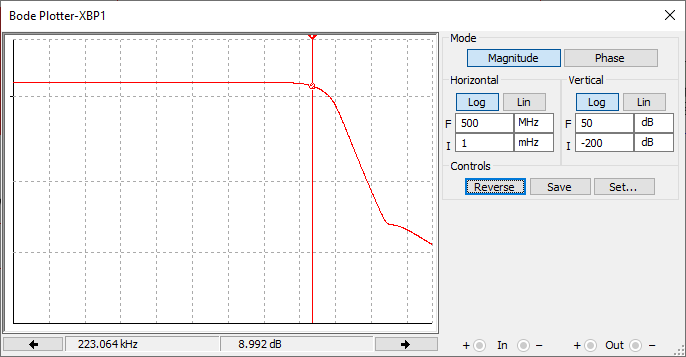 Bode Plotter-XBP1
Mode
Magnitude Phase
Horizontal Vertical
Log Lin Log Lin
F 500 MHz F 50 dB
I 1 mHz I -200 dB
Controls
Reverse Save Set...
223.064 kHz 8.992 dB
+ In − + Out −